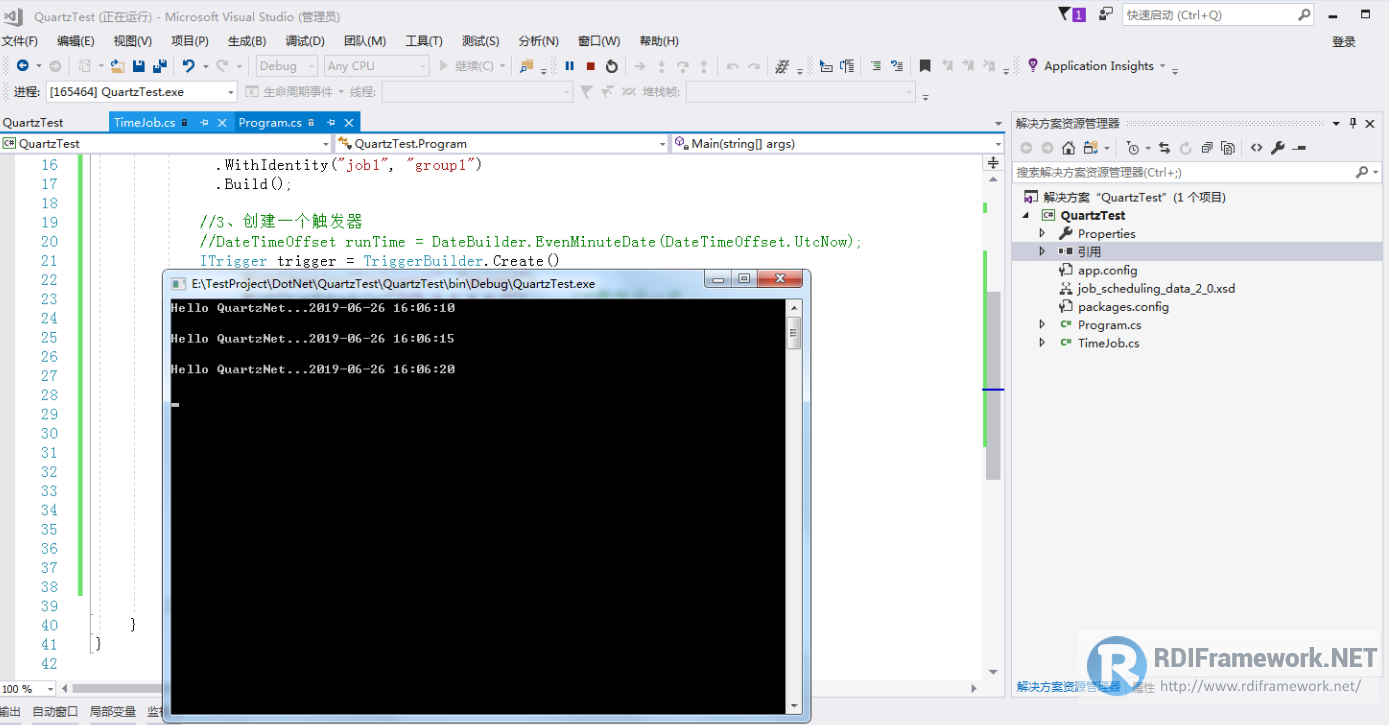 QuartzTest (正在运行) - Microsoft Visual Studio (管理员)
1
快速启动 (Ctrl+Q)
文件(F) 编辑(E) 视图(V) 项目(P) 生成(B) 调试(D) 团队(M) 工具(T) 测试(S) 分析(N) 窗口(W) 帮助(H)
登录
Debug Any CPU 继续(C) Application Insights
进程: [165464] QuartzTest.exe 生命周期事件 线程: 堆栈帧:
QuartzTest TimeJob.cs Program.cs
QuartzTest QuartzTest.Program Main(string[] args)
16 .WithIdentity("job1", "group1")
17 .Build();
18
19 //3、创建一个触发器
20 //DateTimeOffset runTime = DateBuilder.EvenMinuteDate(DateTimeOffset.UtcNow);
21 ITrigger trigger = TriggerBuilder.Create()
22
23
24
25
26
27
28
29
30
31
32
33
34
35
36
37
38
39
40 }
41 }
42
E:\TestProject\DotNet\QuartzTest\QuartzTest\bin\Debug\QuartzTest.exe
Hello QuartzNet...2019-06-26 16:06:10
Hello QuartzNet...2019-06-26 16:06:15
Hello QuartzNet...2019-06-26 16:06:20
100 %
输出 自动窗口 局部变量
解决方案资源管理器
搜索解决方案资源管理器(Ctrl+;)
解决方案 "QuartzTest" (1 个项目)
QuartzTest
Properties
引用
app.config
job_scheduling_data_2_0.xsd
packages.config
Program.cs
TimeJob.cs
解决方案资源管理器 属性
RDIFramework.NET
http://www.rdiframework.net/